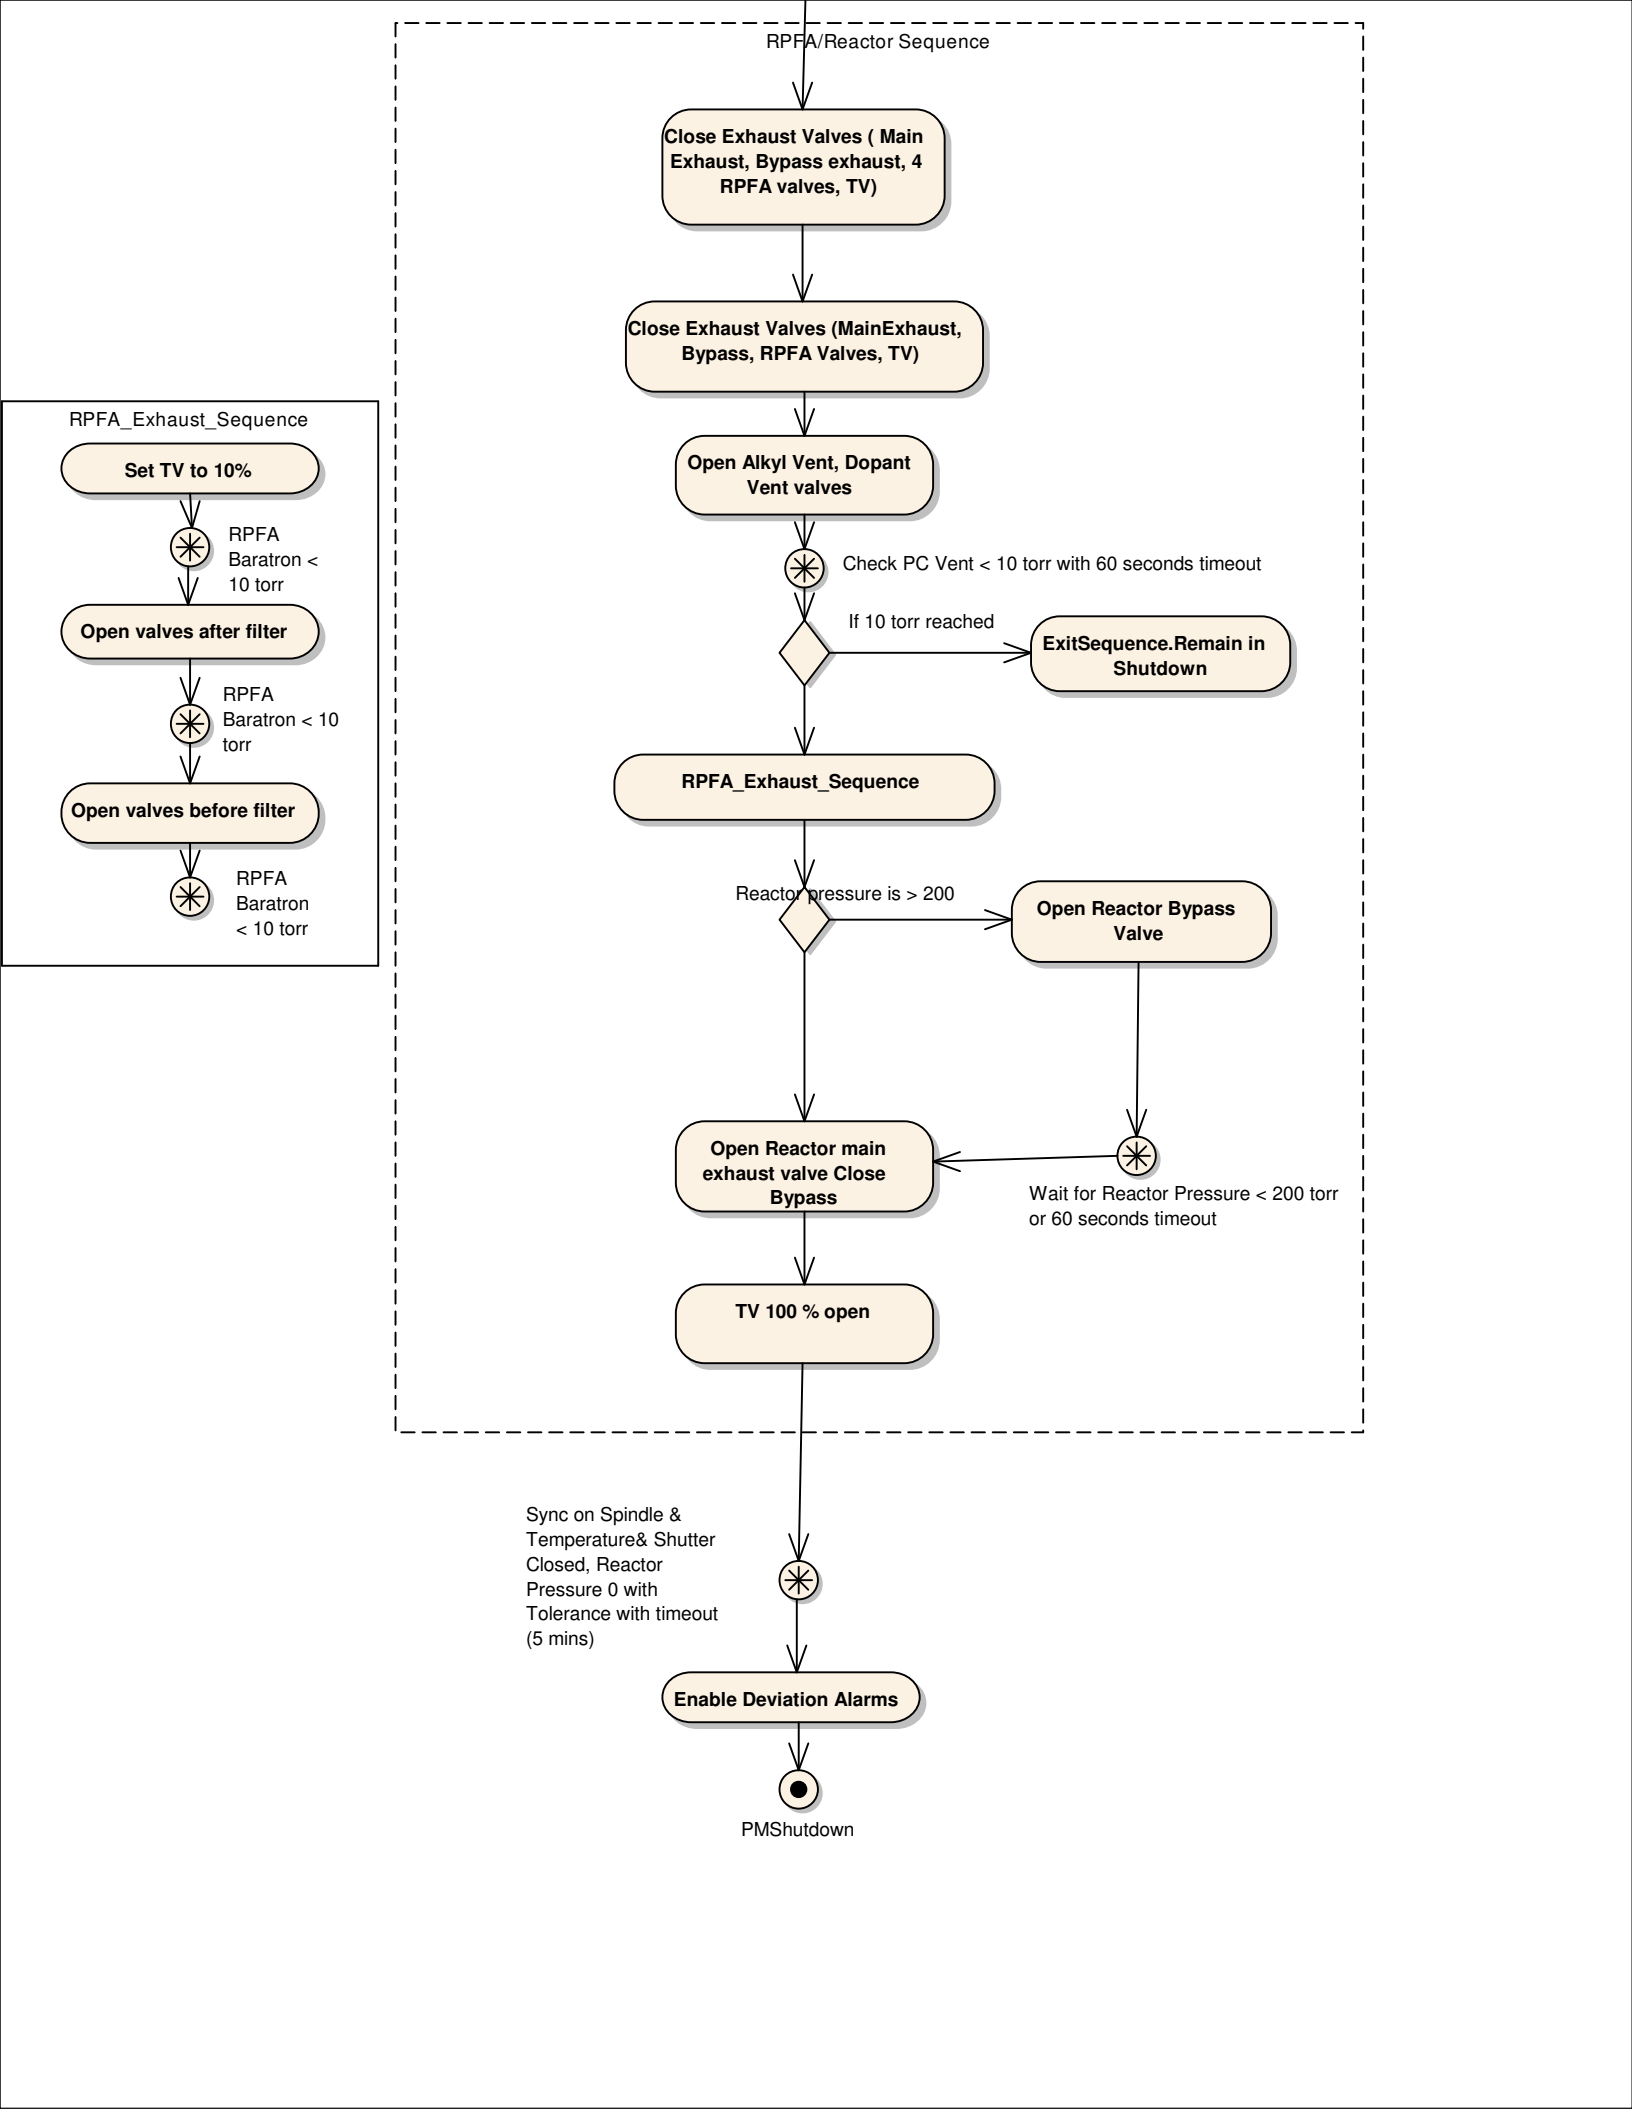 RPFA/Reactor Sequence
Close Exhaust Valves ( Main
Exhaust, Bypass exhaust, 4
RPFA valves, TV)
Close Exhaust Valves (MainExhaust,
Bypass, RPFA Valves, TV)
RPFA_Exhaust_Sequence
Set TV to 10%
RPFA
Baratron <
10 torr
Open valves after filter
RPFA
Baratron < 10
torr
Open valves before filter
RPFA
Baratron
< 10 torr
Open Alkyl Vent, Dopant
Vent valves
Check PC Vent < 10 torr with 60 seconds timeout
If 10 torr reached
ExitSequence.Remain in
Shutdown
RPFA_Exhaust_Sequence
Reactor pressure is > 200
Open Reactor Bypass
Valve
Open Reactor main
exhaust valve Close
Bypass
Wait for Reactor Pressure < 200 torr
or 60 seconds timeout
TV 100 % open
Sync on Spindle &
Temperature& Shutter
Closed, Reactor
Pressure 0 with
Tolerance with timeout
(5 mins)
Enable Deviation Alarms
PMShutdown